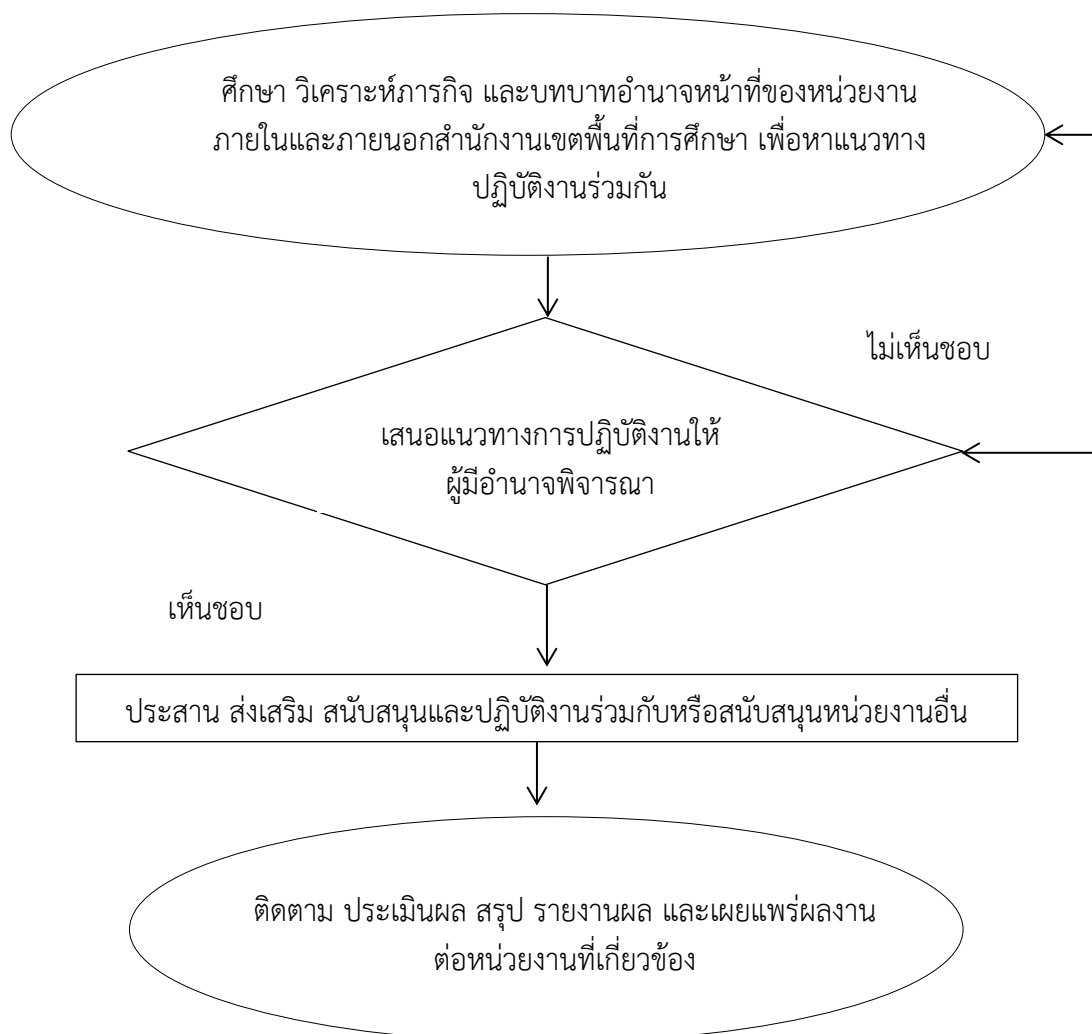 ศึกษา วิเคราะห์ภารกิจ และบทบาทอำนาจหน้าที่ของหน่วยงาน
ภายในและภายนอกสำนักงานเขตพื้นที่การศึกษา เพื่อหาแนวทาง
ปฏิบัติงานร่วมกัน
ไม่เห็นชอบ
เสนอแนวทางการปฏิบัติงานให้
ผู้มีอำนาจพิจารณา
เห็นชอบ
ประสาน ส่งเสริม สนับสนุนและปฏิบัติงานร่วมกับหรือสนับสนุนหน่วยงานอื่น
ติดตาม ประเมินผล สรุป รายงานผล และเผยแพร่ผลงาน
ต่อหน่วยงานที่เกี่ยวข้อง